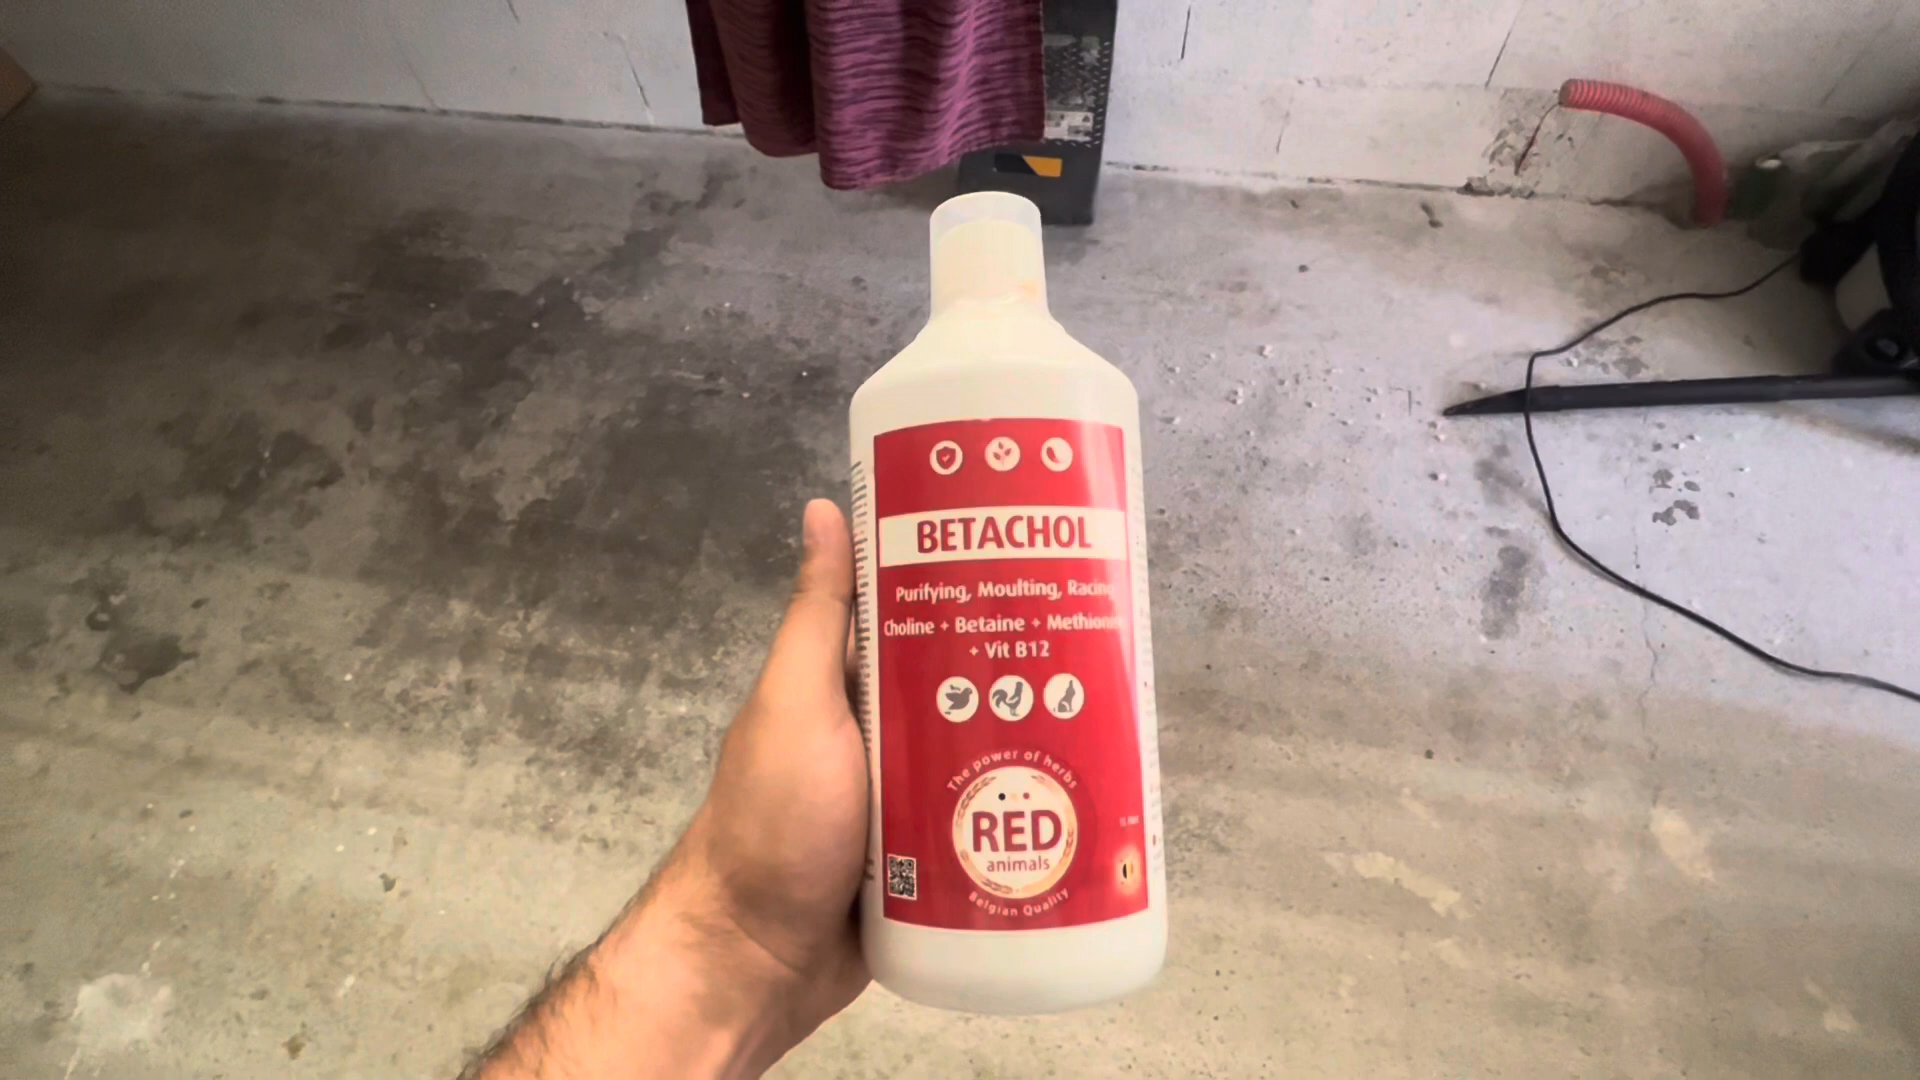 BETACHOL
Purifying, Moulting, Racing
Choline + Betaine + Methionine
+ Vit B12
The power of herbs
RED
animals
Belgian Quality